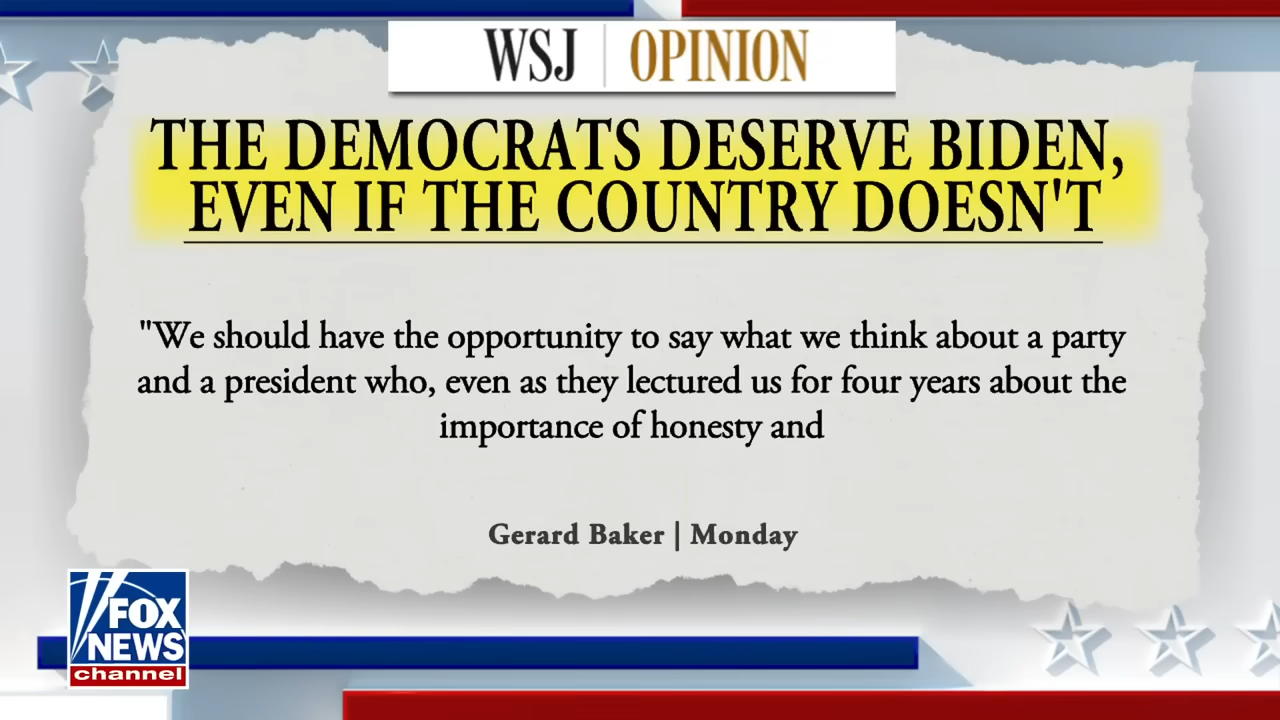 WSJ | OPINION
THE DEMOCRATS DESERVE BIDEN,
EVEN IF THE COUNTRY DOESN'T
"We should have the opportunity to say what we think about a party
and a president who, even as they lectured us for four years about the
importance of honesty and
Gerard Baker | Monday
FOX
NEWS
channel